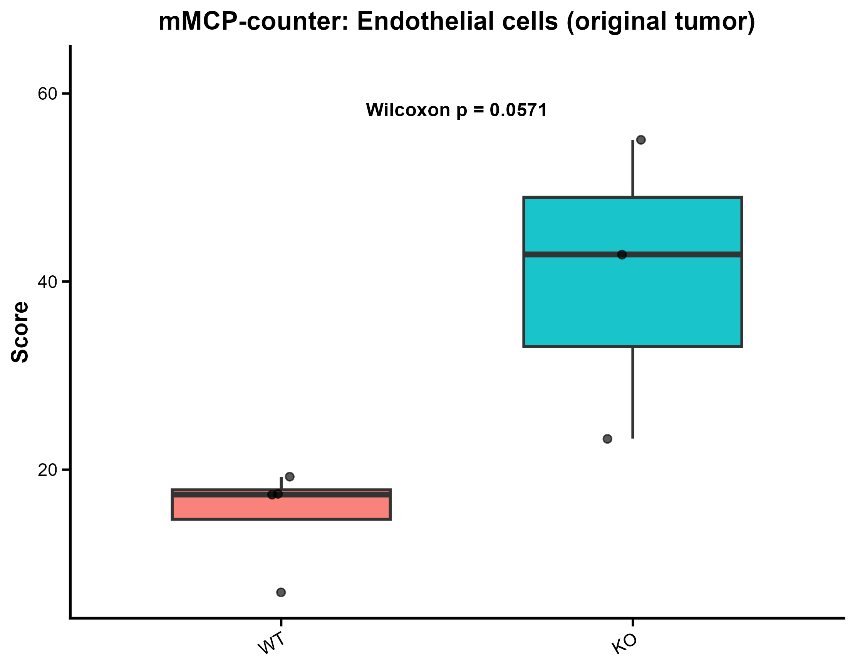 mMCP-counter: Endothelial cells (original tumor)
60
Wilcoxon p = 0.0571
40
Score
20
WT
KO